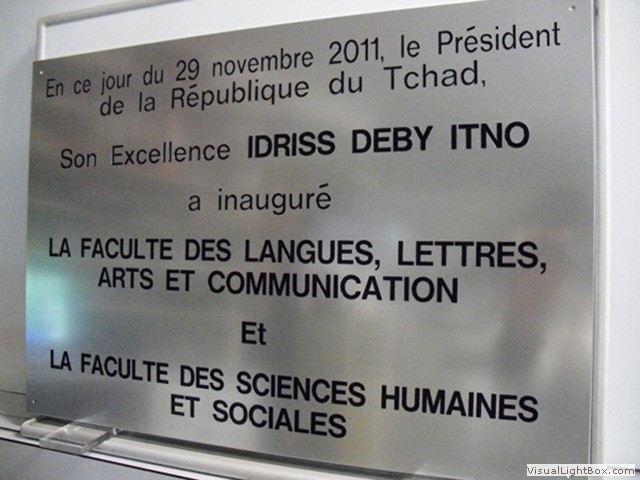 En ce jour du 29 novembre 2011, le Président
de la République du Tchad,
Son Excellence IDRISS DEBY ITNO
a inauguré
LA FACULTE DES LANGUES, LETTRES,
ARTS ET COMMUNICATION
Et
LA FACULTE DES SCIENCES HUMAINES
ET SOCIALES
VisualLightBox.com